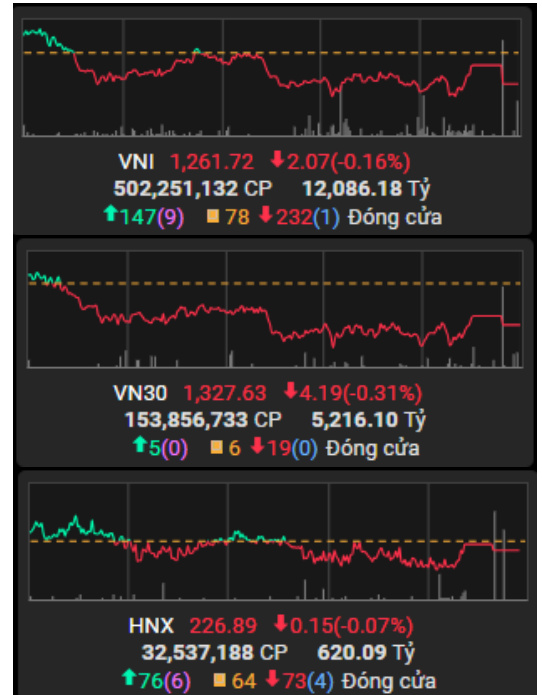 VNI 1,261.72 🠋2.07(-0.16%)
502,251,132 CP 12,086.18 Tỷ
🠉147(9) ■ 78 🠋232(1) Đóng cửa
VN30 1,327.63 🠋4.19(-0.31%)
153,856,733 CP 5,216.10 Tỷ
🠉5(0) ■ 6 🠋19(0) Đóng cửa
HNX 226.89 🠋0.15(-0.07%)
32,537,188 CP 620.09 Tỷ
🠉76(6) ■ 64 🠋73(4) Đóng cửa